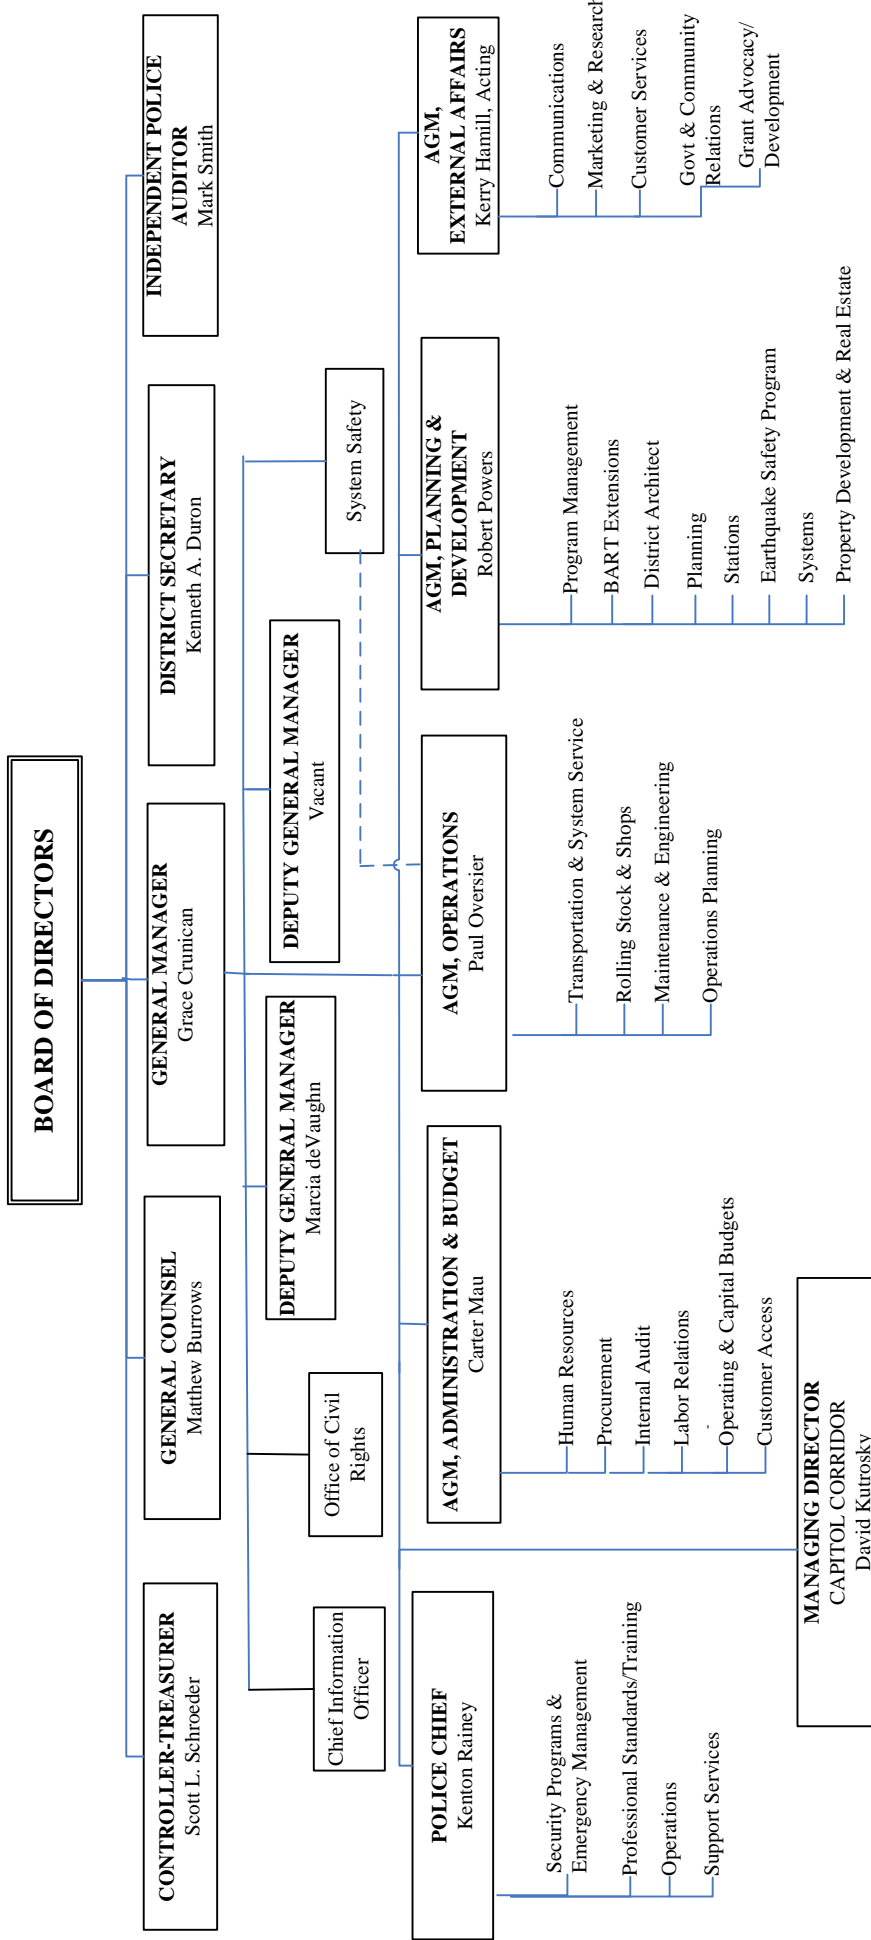 BOARD OF DIRECTORS
CONTROLLER-TREASURER
Scott L. Schroeder
GENERAL COUNSEL
Matthew Burrows
GENERAL MANAGER
Grace Crunican
DISTRICT SECRETARY
Kenneth A. Duron
INDEPENDENT POLICE
AUDITOR
Mark Smith
Chief Information
Officer
Office of Civil
Rights
DEPUTY GENERAL MANAGER
Marcia deVaughn
DEPUTY GENERAL MANAGER
Vacant
System Safety
POLICE CHIEF
Kenton Rainey
Security Programs &
Emergency Management
Professional Standards/Training
Operations
Support Services
AGM, ADMINISTRATION & BUDGET
Carter Mau
Human Resources
Procurement
Internal Audit
Labor Relations
Operating & Capital Budgets
Customer Access
AGM, OPERATIONS
Paul Oversier
Transportation & System Service
Rolling Stock & Shops
Maintenance & Engineering
Operations Planning
AGM, PLANNING &
DEVELOPMENT
Robert Powers
Program Management
BART Extensions
District Architect
Planning
Stations
Earthquake Safety Program
Systems
Property Development & Real Estate
AGM,
EXTERNAL AFFAIRS
Kerry Hamill, Acting
Communications
Marketing & Research
Customer Services
Govt & Community
Relations
Grant Advocacy/
Development
MANAGING DIRECTOR
CAPITOL CORRIDOR
David Kutrosky